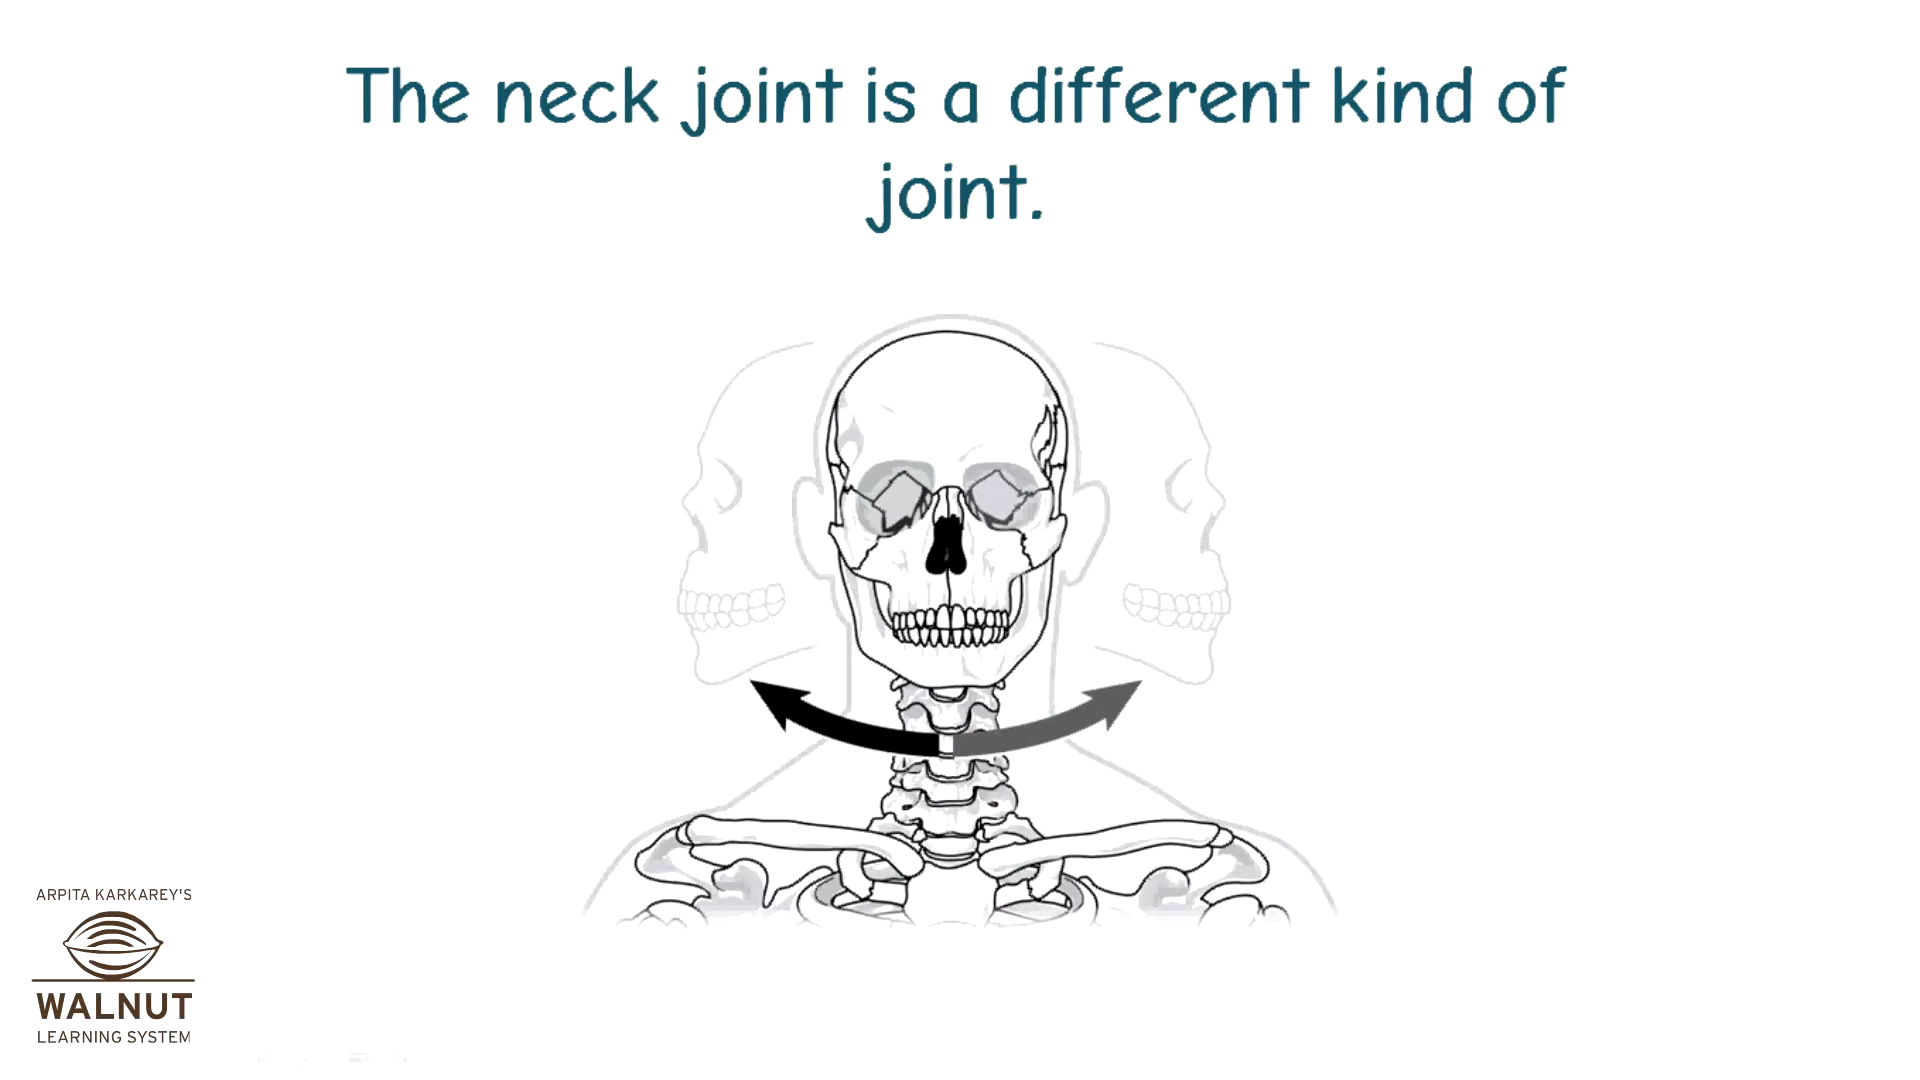 The neck joint is a different kind of
joint.
ARPITA KARKAREY'S
WALNUT
LEARNING SYSTEM